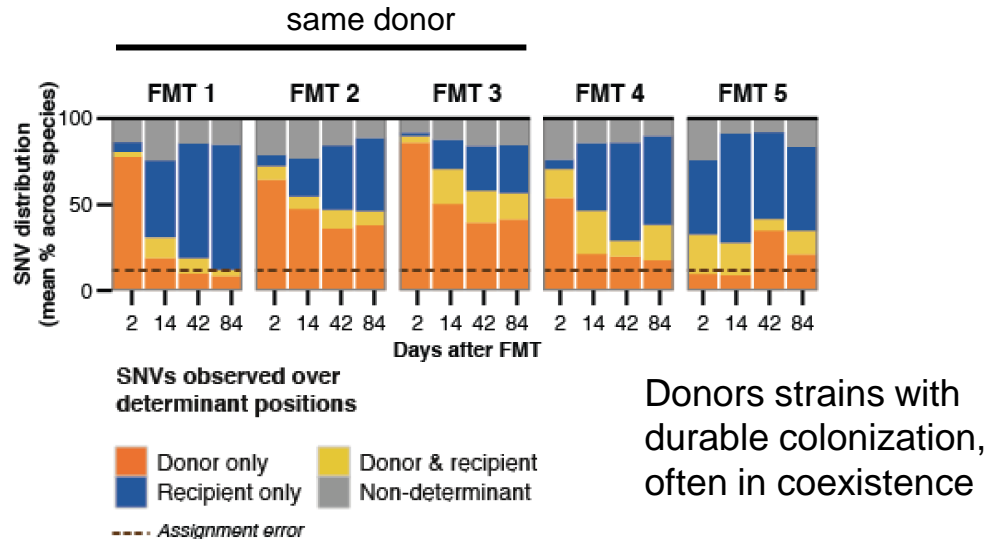 same donor
FMT 1 FMT 2 FMT 3 FMT 4 FMT 5
SNV distribution
(mean % across species)
100
50
0
2 14 42 84 2 14 42 84 2 14 42 84 2 14 42 84 2 14 42 84
Days after FMT
SNVs observed over
determinant positions
Donor only Donor & recipient
Recipient only Non-determinant
Assignment error
Donors strains with
durable colonization,
often in coexistence